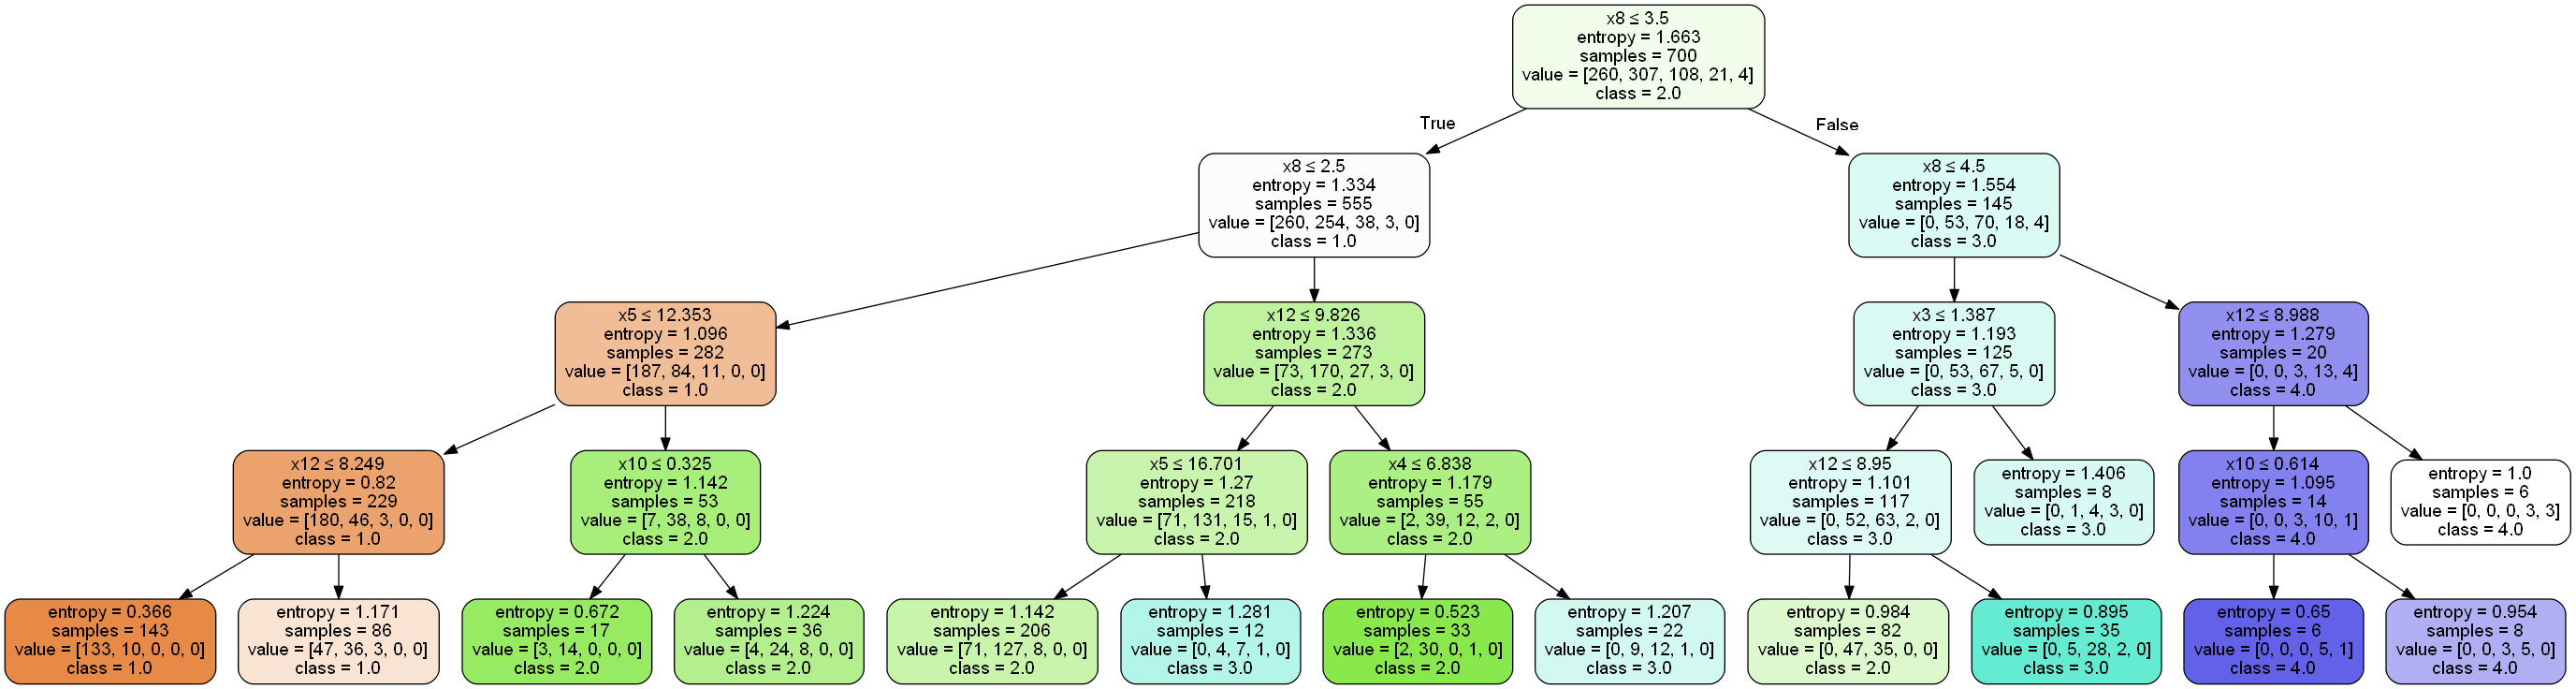 x8 ≤ 3.5
entropy = 1.663
samples = 700
value = [260, 307, 108, 21, 4]
class = 2.0
True
False
x8 ≤ 2.5
entropy = 1.334
samples = 555
value = [260, 254, 38, 3, 0]
class = 1.0
x8 ≤ 4.5
entropy = 1.554
samples = 145
value = [0, 53, 70, 18, 4]
class = 3.0
x5 ≤ 12.353
entropy = 1.096
samples = 282
value = [187, 84, 11, 0, 0]
class = 1.0
x12 ≤ 9.826
entropy = 1.336
samples = 273
value = [73, 170, 27, 3, 0]
class = 2.0
x3 ≤ 1.387
entropy = 1.193
samples = 125
value = [0, 53, 67, 5, 0]
class = 3.0
x12 ≤ 8.988
entropy = 1.279
samples = 20
value = [0, 0, 3, 13, 4]
class = 4.0
x12 ≤ 8.249
entropy = 0.82
samples = 229
value = [180, 46, 3, 0, 0]
class = 1.0
x10 ≤ 0.325
entropy = 1.142
samples = 53
value = [7, 38, 8, 0, 0]
class = 2.0
x5 ≤ 16.701
entropy = 1.27
samples = 218
value = [71, 131, 15, 1, 0]
class = 2.0
x4 ≤ 6.838
entropy = 1.179
samples = 55
value = [2, 39, 12, 2, 0]
class = 2.0
x12 ≤ 8.95
entropy = 1.101
samples = 117
value = [0, 52, 63, 2, 0]
class = 3.0
entropy = 1.406
samples = 8
value = [0, 1, 4, 3, 0]
class = 3.0
x10 ≤ 0.614
entropy = 1.095
samples = 14
value = [0, 0, 3, 10, 1]
class = 4.0
entropy = 1.0
samples = 6
value = [0, 0, 0, 3, 3]
class = 4.0
entropy = 0.366
samples = 143
value = [133, 10, 0, 0, 0]
class = 1.0
entropy = 1.171
samples = 86
value = [47, 36, 3, 0, 0]
class = 1.0
entropy = 0.672
samples = 17
value = [3, 14, 0, 0, 0]
class = 2.0
entropy = 1.224
samples = 36
value = [4, 24, 8, 0, 0]
class = 2.0
entropy = 1.142
samples = 206
value = [71, 127, 8, 0, 0]
class = 2.0
entropy = 1.281
samples = 12
value = [0, 4, 7, 1, 0]
class = 3.0
entropy = 0.523
samples = 33
value = [2, 30, 0, 1, 0]
class = 2.0
entropy = 1.207
samples = 22
value = [0, 9, 12, 1, 0]
class = 3.0
entropy = 0.984
samples = 82
value = [0, 47, 35, 0, 0]
class = 2.0
entropy = 0.895
samples = 35
value = [0, 5, 28, 2, 0]
class = 3.0
entropy = 0.65
samples = 6
value = [0, 0, 0, 5, 1]
class = 4.0
entropy = 0.954
samples = 8
value = [0, 0, 3, 5, 0]
class = 4.0